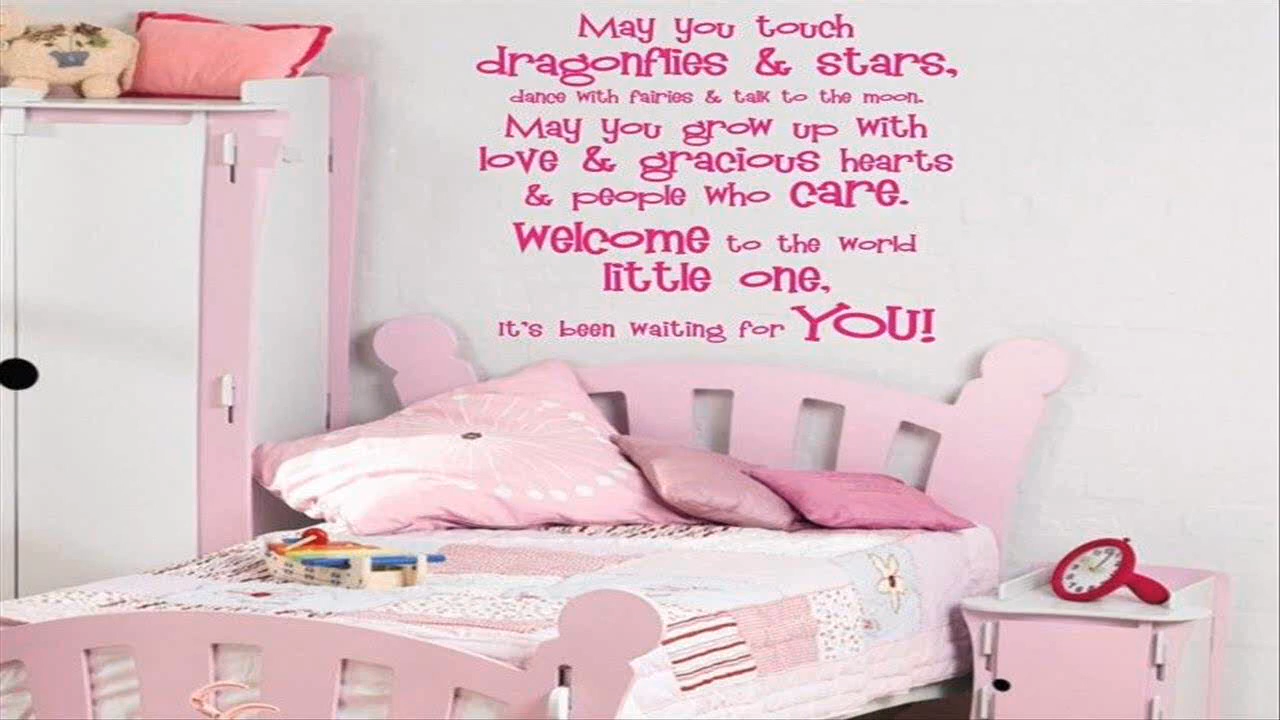 May you touch
dragonflies & stars,
dance with fairies & talk to the moon.
May you grow up with
love & gracious hearts
& people who care.
Welcome to the world
little one,
It's been waiting for YOU!